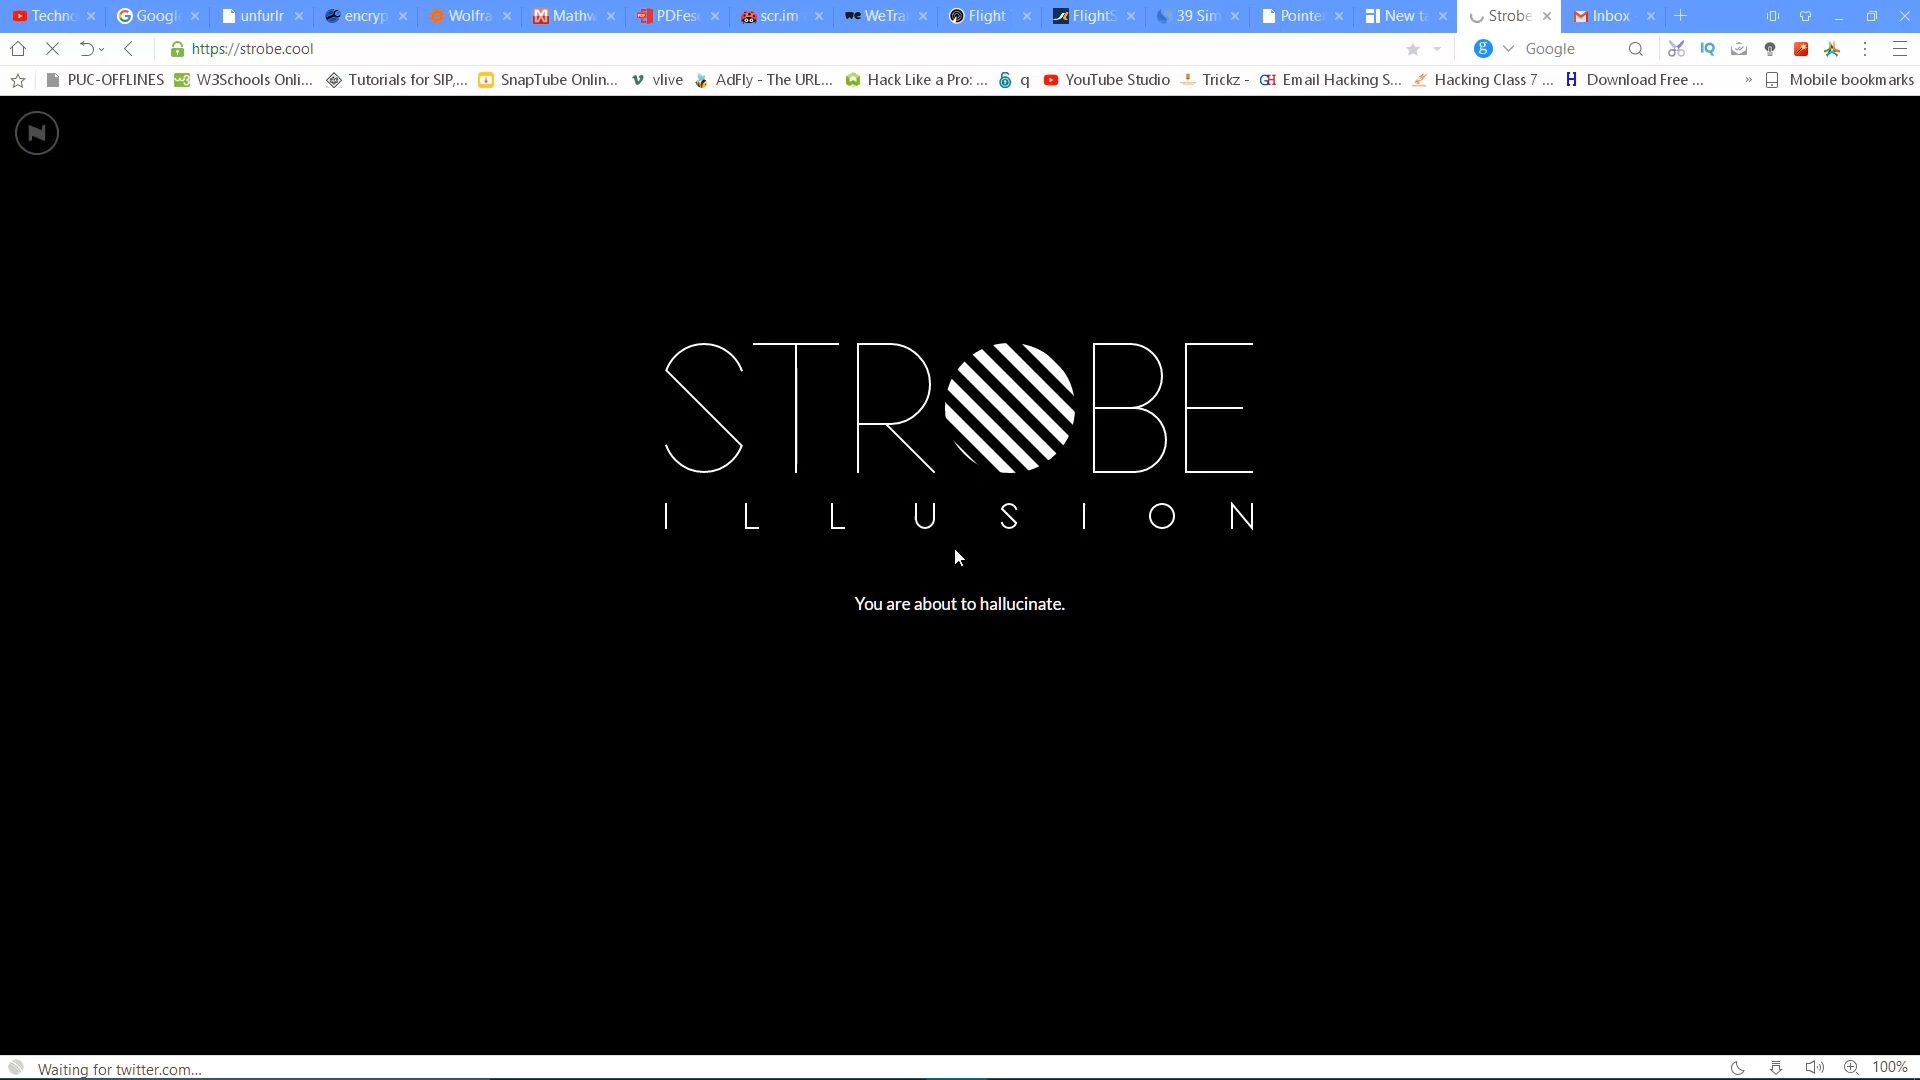 Techno Google unfurlr encryp Wolfra Mathw PDFes scr.im WeTra Flight FlightS 39 Sim Pointe New ta Strobe Inbox
https://strobe.cool
Google
PUC-OFFLINES W3Schools Onli... Tutorials for SIP,... SnapTube Onlin... vlive AdFly - The URL... Hack Like a Pro: ... q YouTube Studio Trickz - GH Email Hacking S... Hacking Class 7 ... H Download Free ... » Mobile bookmarks
STROBE
ILLUSION
You are about to hallucinate.
Waiting for twitter.com...
100%